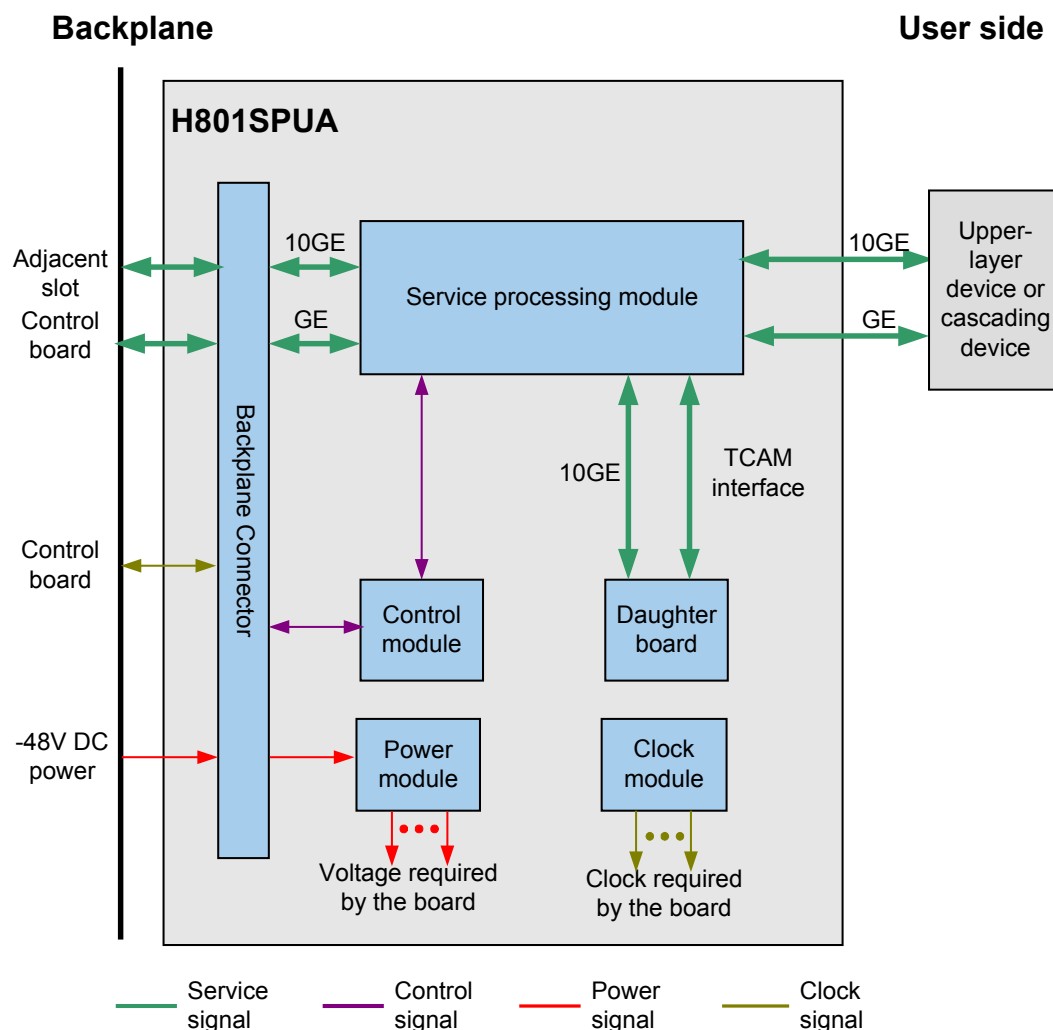 Backplane
User side
H801SPUA
Adjacent
slot
Control
board
10GE
GE
Service processing module
10GE
GE
Upper-
layer
device or
cascading
device
Backplane Connector
10GE
TCAM
interface
Control
board
Control
module
Daughter
board
-48V DC
power
Power
module
Clock
module
Voltage required
by the board
Clock required
by the board
Service
signal
Control
signal
Power
signal
Clock
signal